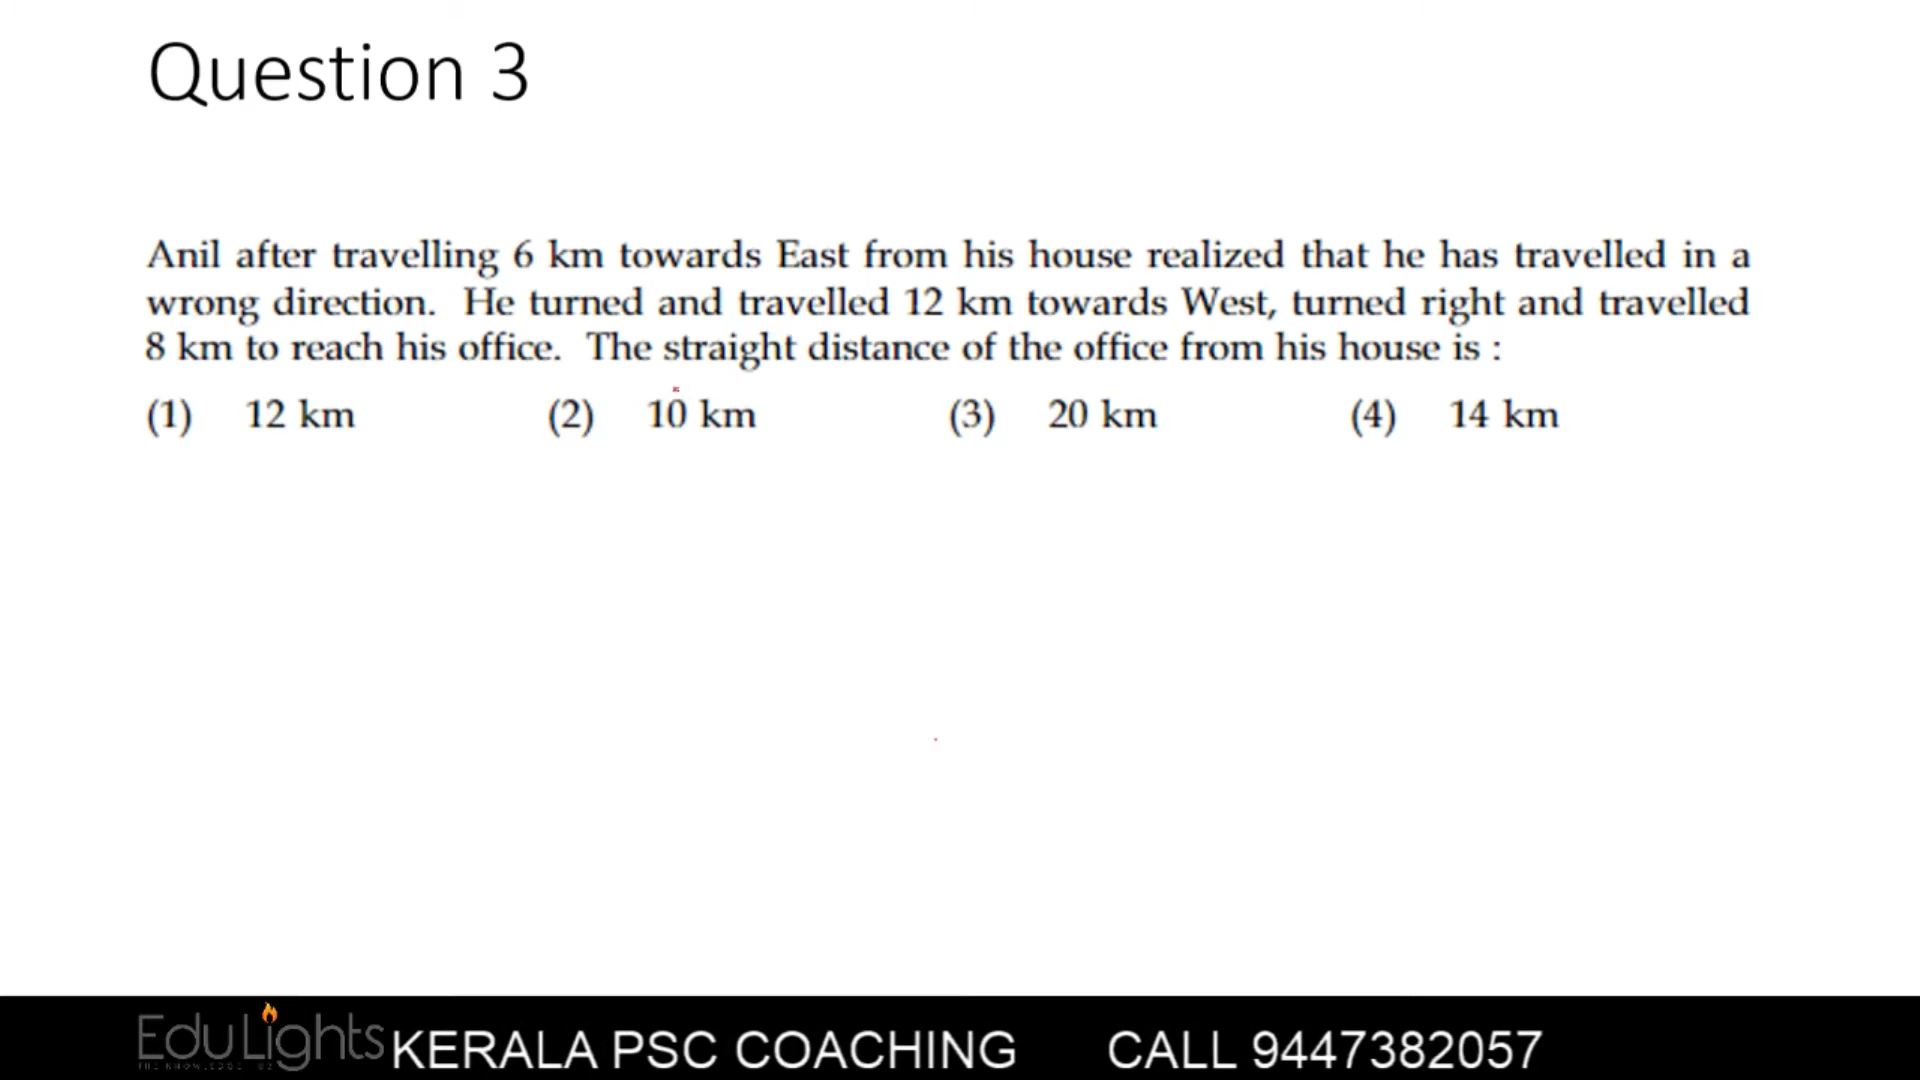 Question 3
Anil after travelling 6 km towards East from his house realized that he has travelled in a
wrong direction. He turned and travelled 12 km towards West, turned right and travelled
8 km to reach his office. The straight distance of the office from his house is :
(1) 12 km (2) 10 km (3) 20 km (4) 14 km
EduLights KERALA PSC COACHING CALL 9447382057